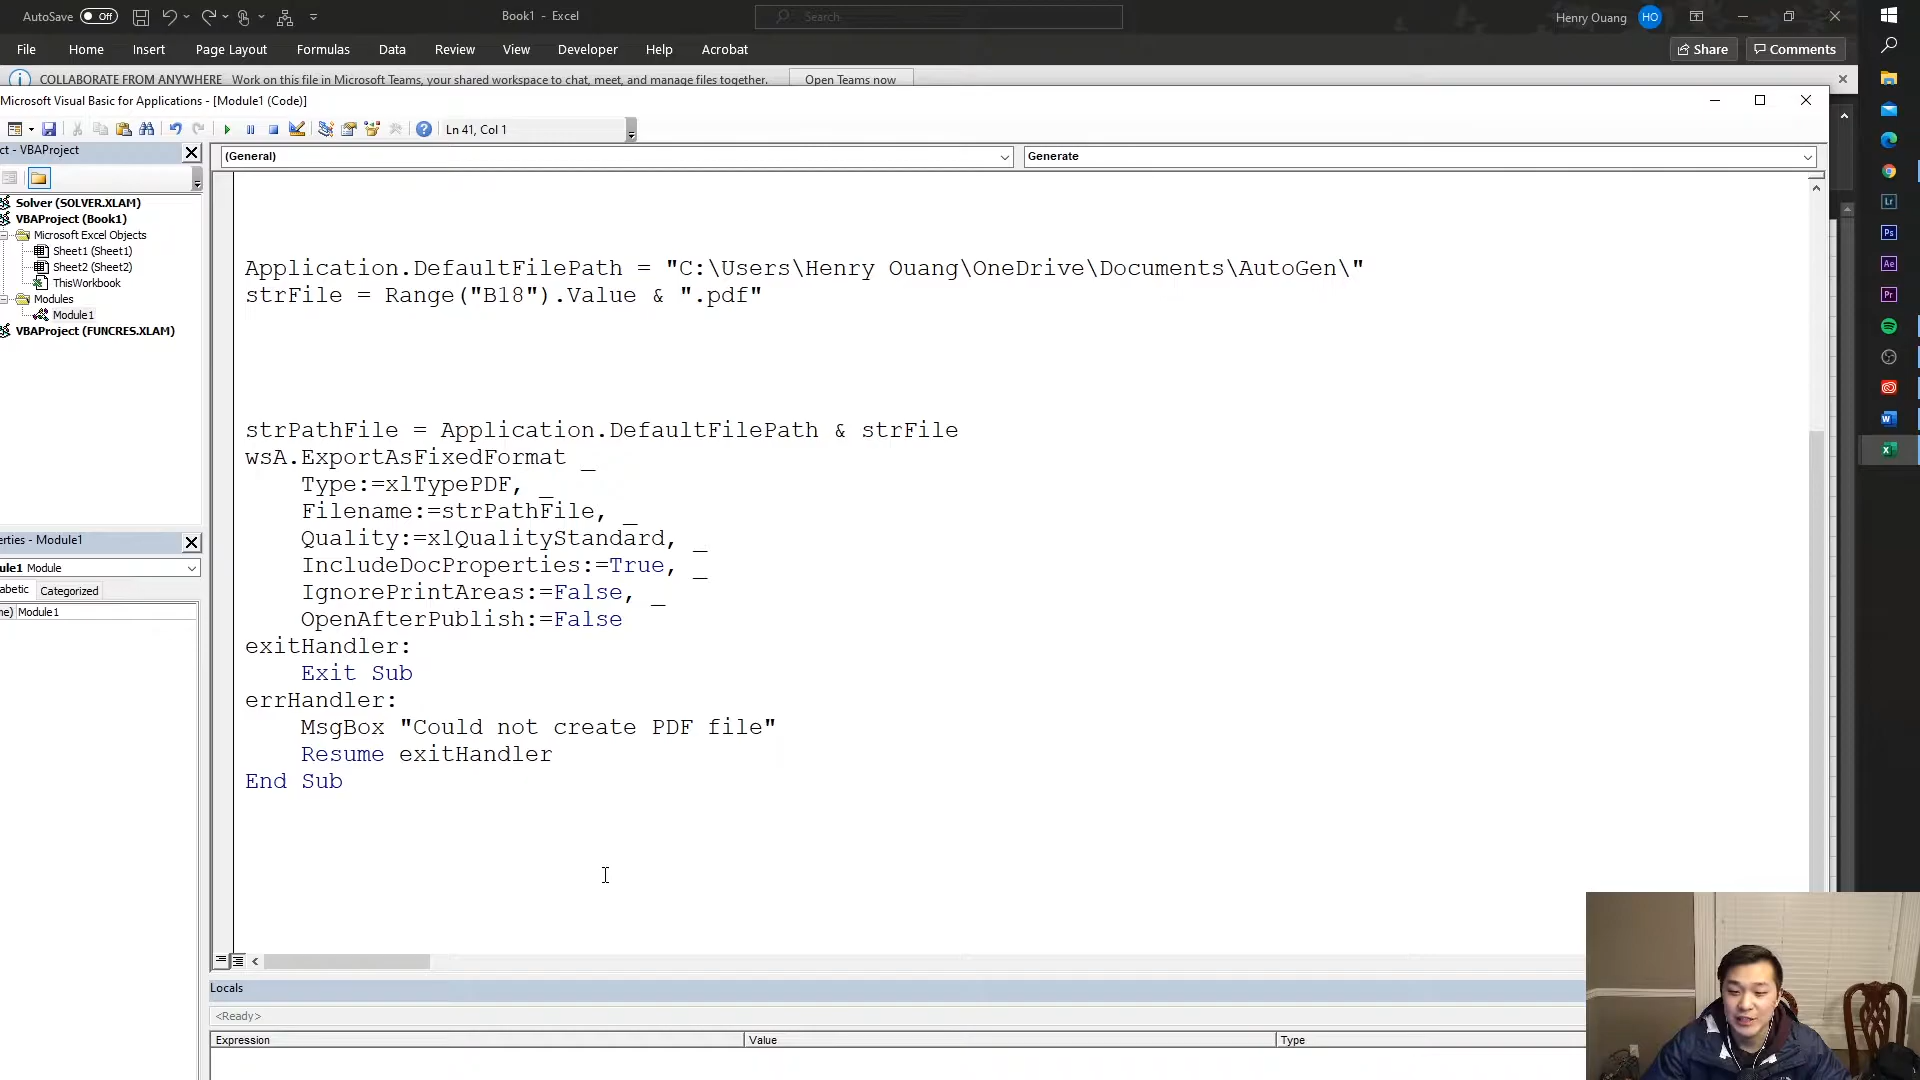 AutoSave Off
Book1 - Excel
Search
Henry Ouang HO
File Home Insert Page Layout Formulas Data Review View Developer Help Acrobat
Share Comments
COLLABORATE FROM ANYWHERE Work on this file in Microsoft Teams, your shared workspace to chat, meet, and manage files together. Open Teams now
Microsoft Visual Basic for Applications - [Module1 (Code)]
Ln 41, Col 1
ct - VBAProject
(General) Generate
Solver (SOLVER.XLAM)
VBAProject (Book1)
Microsoft Excel Objects
Sheet1 (Sheet1)
Sheet2 (Sheet2)
ThisWorkbook
Modules
Module1
VBAProject (FUNCRES.XLAM)
erties - Module1
ule1 Module
abetic Categorized
ne) Module1
Application.DefaultFilePath = "C:\Users\Henry Ouang\OneDrive\Documents\AutoGen\"
strFile = Range("B18").Value & ".pdf"
strPathFile = Application.DefaultFilePath & strFile
wsA.ExportAsFixedFormat _
Type:=xlTypePDF, _
Filename:=strPathFile, _
Quality:=xlQualityStandard, _
IncludeDocProperties:=True, _
IgnorePrintAreas:=False, _
OpenAfterPublish:=False
exitHandler:
Exit Sub
errHandler:
MsgBox "Could not create PDF file"
Resume exitHandler
End Sub
Locals
<Ready>
Expression Value Type
Lr
Ps
Ae
Pr